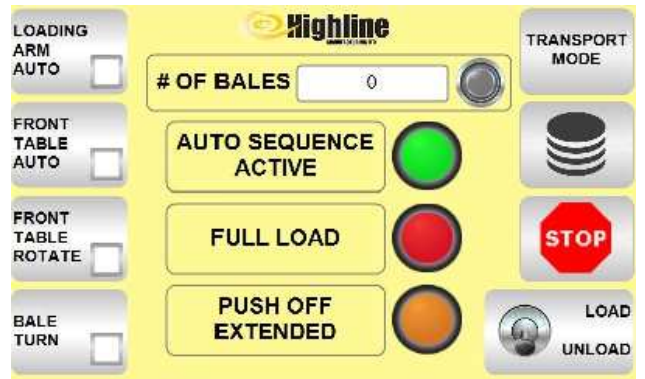 LOADING
ARM
AUTO
FRONT
TABLE
AUTO
FRONT
TABLE
ROTATE
BALE
TURN
Highline
# OF BALES 0
AUTO SEQUENCE
ACTIVE
FULL LOAD
PUSH OFF
EXTENDED
TRANSPORT
MODE
STOP
LOAD
UNLOAD